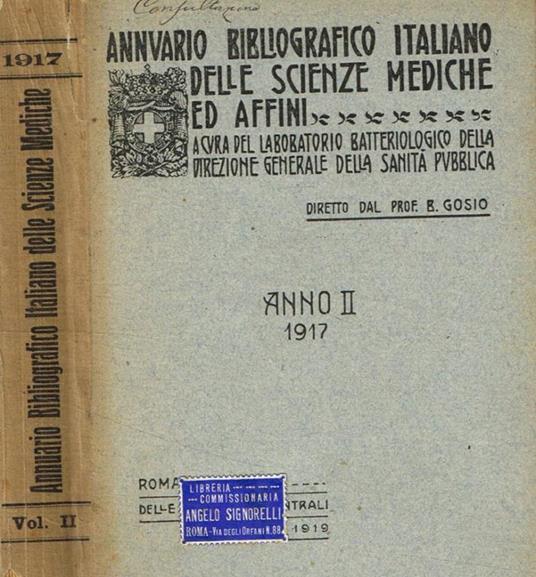 1917
Annuario Bibliografico Italiano delle Scienze Mediche
Vol. II
Consultazione
ANNVARIO BIBLIOGRAFICO ITALIANO
DELLE SCIENZE MEDICHE
ED AFFINI
A CVRA DEL LABORATORIO BATTERIOLOGICO DELLA
DIREZIONE GENERALE DELLA SANITÀ PVBBLICA
DIRETTO DAL PROF. B. GOSIO
ANNO II
1917
ROMA
DELLE NTRALI
1919
LIBRERIA
COMMISSIONARIA
ANGELO SIGNORELLI
ROMA-VIA DEGLI ORFANI N.88